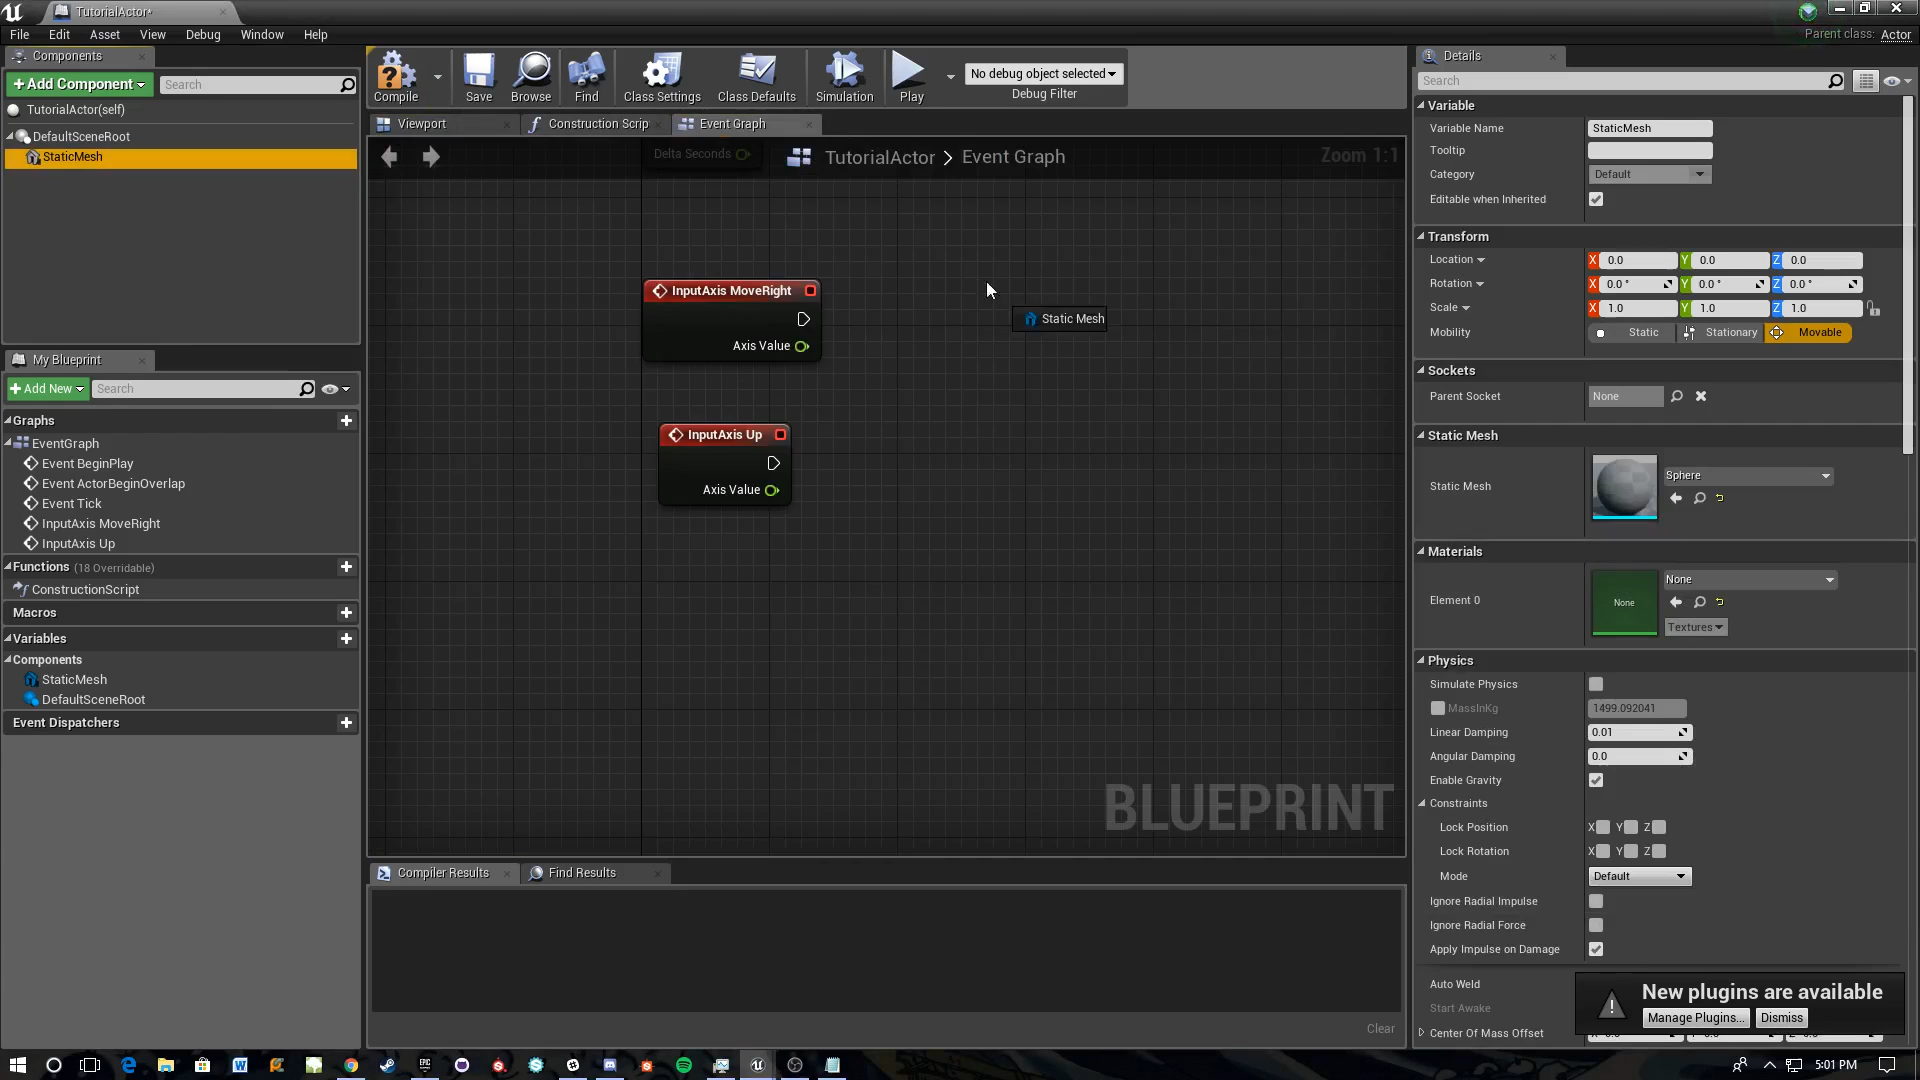 TutorialActor*
File Edit Asset View Debug Window Help
Parent class: Actor
Components
+Add Component
Search
TutorialActor(self)
DefaultSceneRoot
StaticMesh
My Blueprint
+Add New
Search
Graphs
EventGraph
Event BeginPlay
Event ActorBeginOverlap
Event Tick
InputAxis MoveRight
InputAxis Up
Functions (18 Overridable)
ConstructionScript
Macros
Variables
Components
StaticMesh
DefaultSceneRoot
Event Dispatchers
Compile
Save
Browse
Find
Class Settings
Class Defaults
Simulation
Play
No debug object selected
Debug Filter
Viewport
Construction Scrip
Event Graph
Delta Seconds
TutorialActor > Event Graph
Zoom 1:1
InputAxis MoveRight
Axis Value
Static Mesh
InputAxis Up
Axis Value
BLUEPRINT
Compiler Results
Find Results
Clear
Details
Search
Variable
Variable Name StaticMesh
Tooltip
Category Default
Editable when Inherited
Transform
Location X 0.0 Y 0.0 Z 0.0
Rotation X 0.0 ° Y 0.0 ° Z 0.0 °
Scale X 1.0 Y 1.0 Z 1.0
Mobility Static Stationary Movable
Sockets
Parent Socket None
Static Mesh
Static Mesh Sphere
Materials
Element 0 None None
Textures
Physics
Simulate Physics
MassInKg 1499.092041
Linear Damping 0.01
Angular Damping 0.0
Enable Gravity
Constraints
Lock Position X Y Z
Lock Rotation X Y Z
Mode Default
Ignore Radial Impulse
Ignore Radial Force
Apply Impulse on Damage
Auto Weld
Start Awake
Center Of Mass Offset
New plugins are available
Manage Plugins... Dismiss
5:01 PM